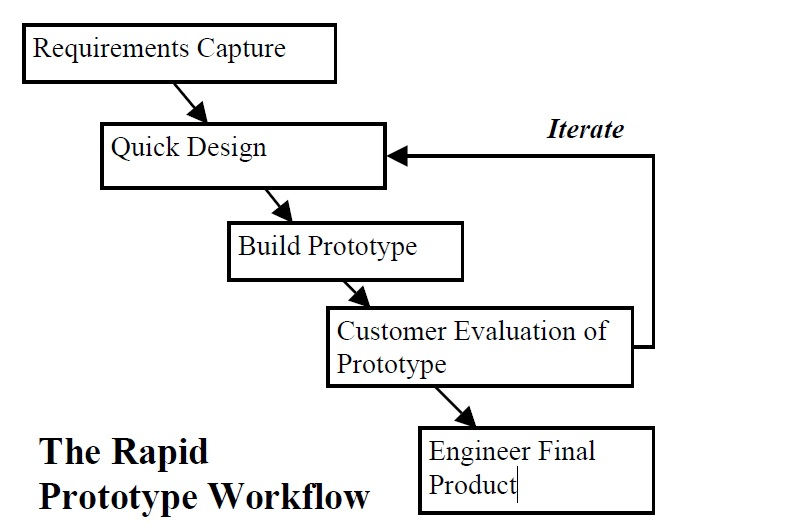 Requirements Capture
Iterate
Quick Design
Build Prototype
Customer Evaluation of
Prototype
Engineer Final
Product
The Rapid
Prototype Workflow